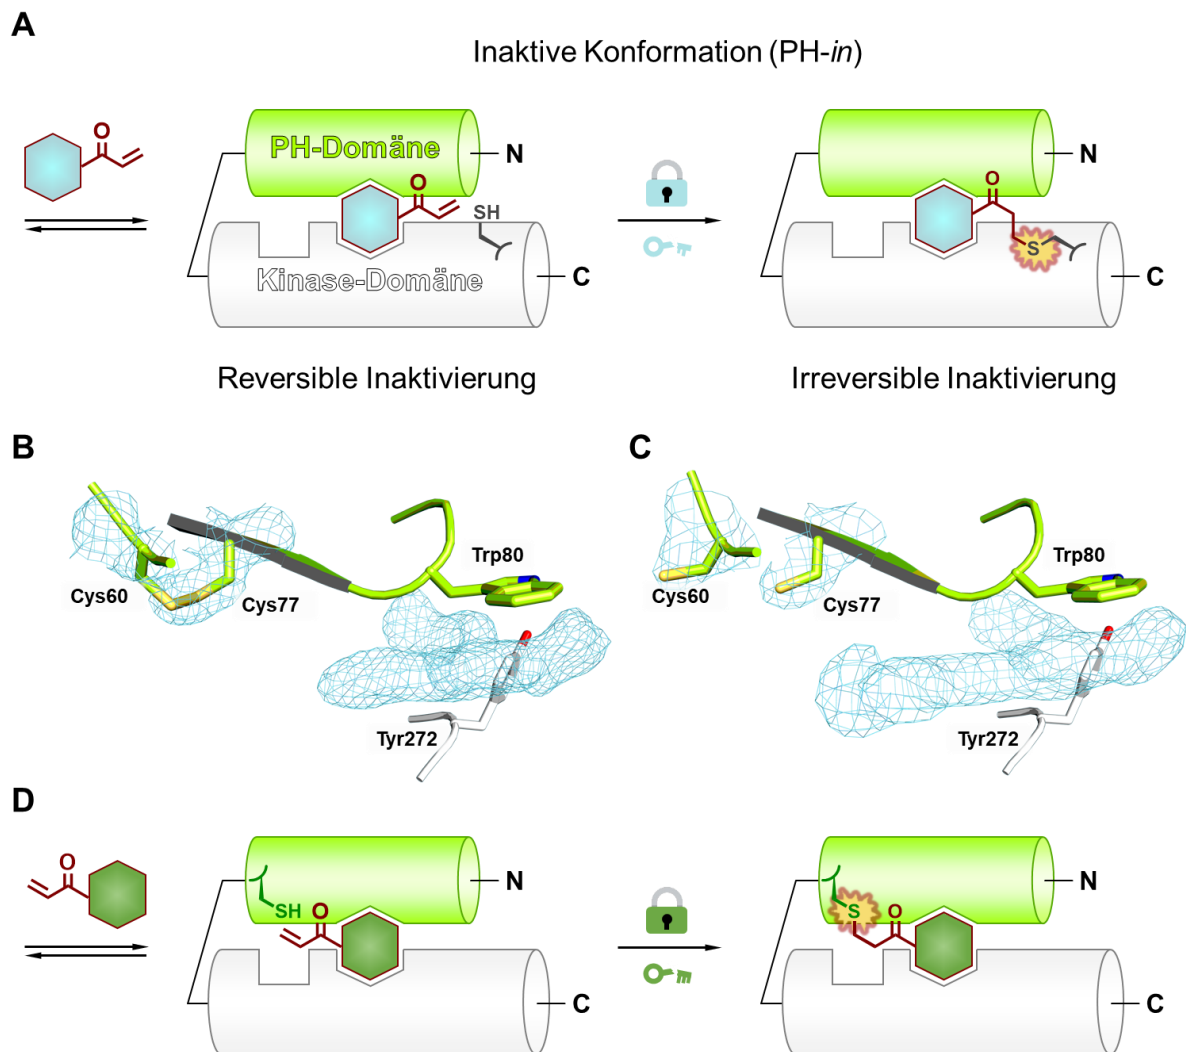 A
Inaktive Konformation (PH-in)
O
PH-Domäne
N
O
SH
Kinase-Domäne
C
N
O
S
C
Reversible Inaktivierung
Irreversible Inaktivierung
B
Cys60
Cys77
Trp80
Tyr272
C
Cys60
Cys77
Trp80
Tyr272
D
O
SH
O
N
C
S
O
N
C